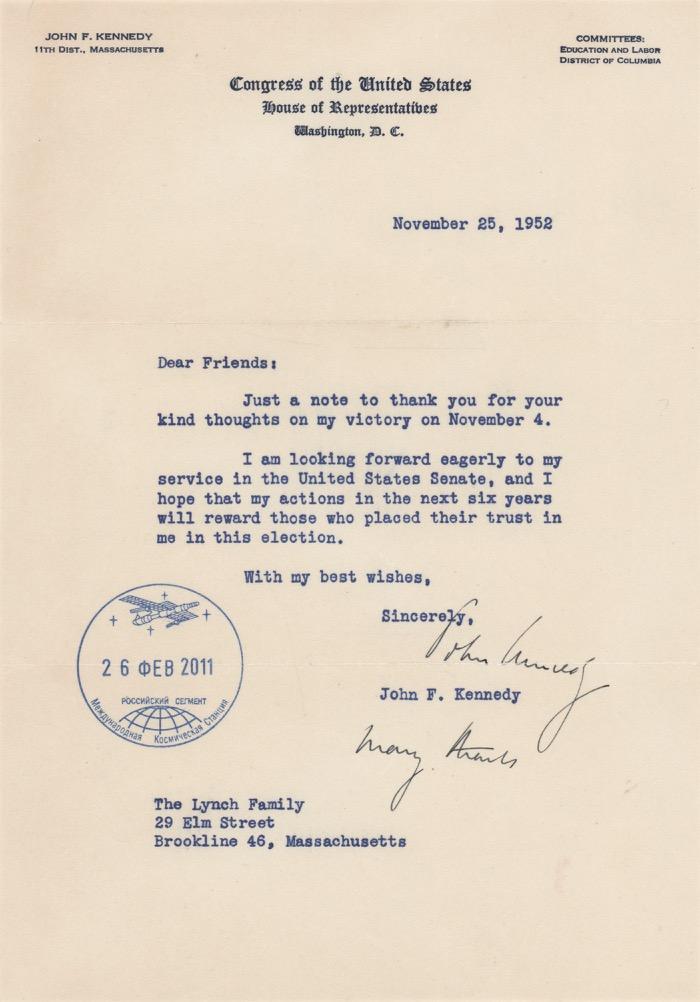 JOHN F. KENNEDY
11TH DIST., MASSACHUSETTS
COMMITTEES:
EDUCATION AND LABOR
DISTRICT OF COLUMBIA
Congress of the United States
House of Representatives
Washington, D. C.
November 25, 1952
Dear Friends:
Just a note to thank you for your
kind thoughts on my victory on November 4.
I am looking forward eagerly to my
service in the United States Senate, and I
hope that my actions in the next six years
will reward those who placed their trust in
me in this election.
With my best wishes,
Sincerely,
John Kennedy
John F. Kennedy
many thanks
26 ФЕВ 2011
РОССИЙСКИЙ СЕГМЕНТ
Международная Космическая Станция
The Lynch Family
29 Elm Street
Brookline 46, Massachusetts